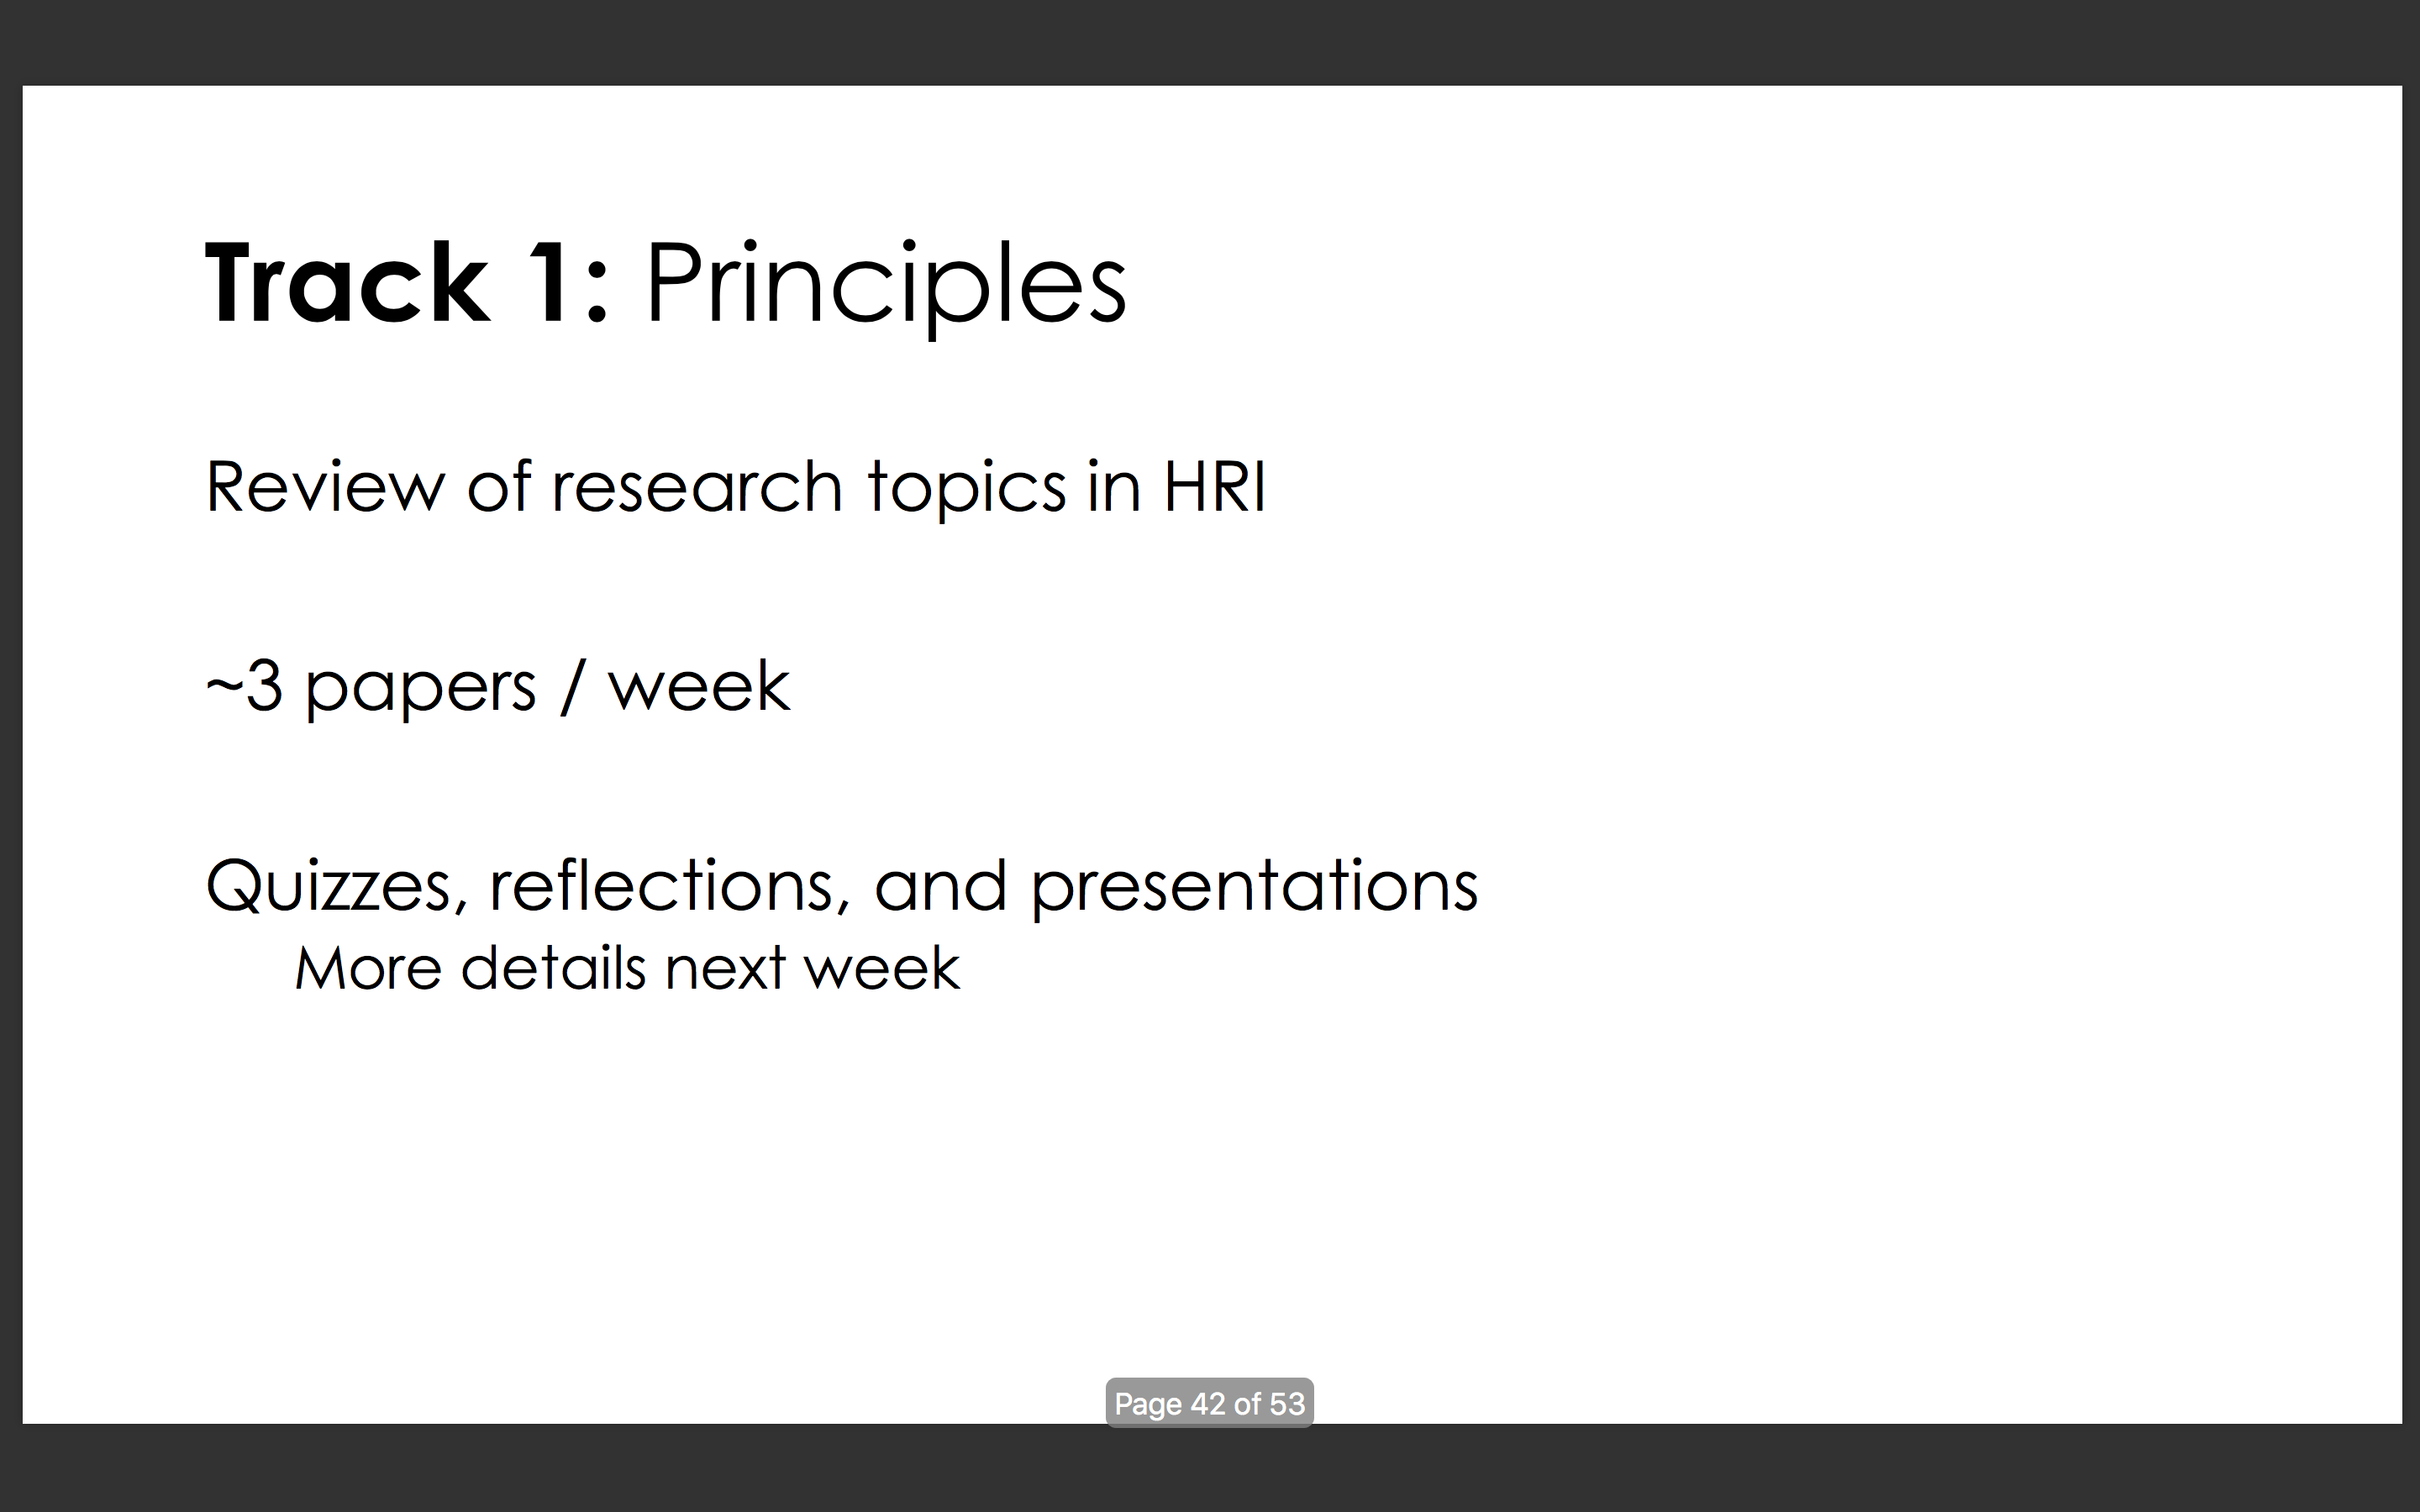 Track 1: Principles
Review of research topics in HRI
~3 papers / week
Quizzes, reflections, and presentations
More details next week
Page 42 of 53